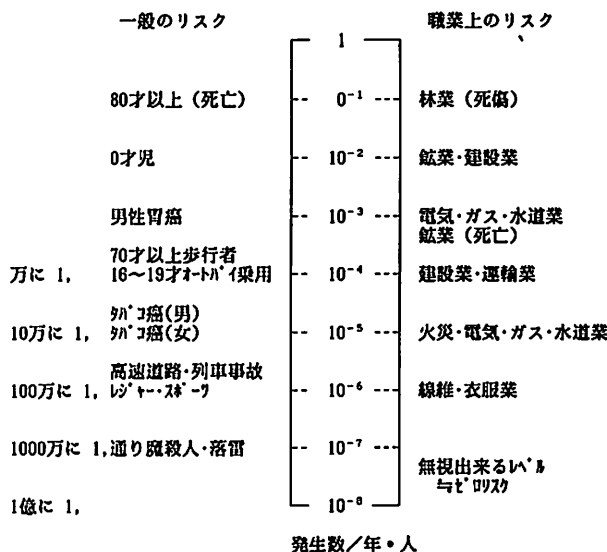 一般のリスク 職業上のリスク
1
80才以上（死亡） 0⁻¹ 林業（死傷）
0才児 10⁻² 鉱業・建設業
男性胃癌 10⁻³ 電気・ガス・水道業
鉱業（死亡）
70才以上歩行者
万に 1, 16〜19才ｵｰﾄﾊﾞｲ乗用 10⁻⁴ 建設業・運輸業
ﾀﾊﾞｺ癌(男)
10万に 1, ﾀﾊﾞｺ癌(女) 10⁻⁵ 火災・電気・ガス・水道業
高速道路・列車事故
100万に 1, ﾚｼﾞｬｰ・ｽﾎﾟｰﾂ 10⁻⁶ 線維・衣服業
1000万に 1, 通り魔殺人・落雷 10⁻⁷
無視出来るﾚﾍﾞﾙ
≒ｾﾞﾛﾘｽｸ
1億に 1, 10⁻⁸
発生数／年・人